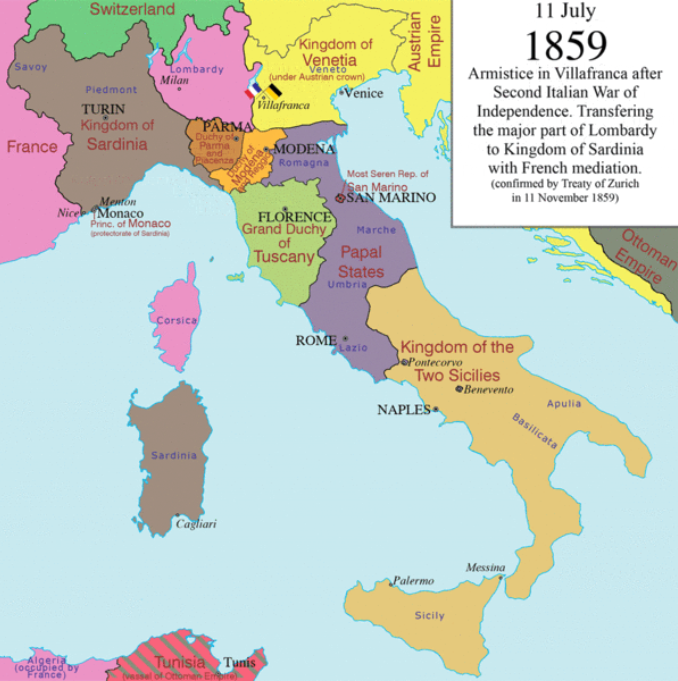 11 July
1859
Armistice in Villafranca after
Second Italian War of
Independence. Transfering
the major part of Lombardy
to Kingdom of Sardinia
with French mediation.
(confirmed by Treaty of Zurich
in 11 November 1859)
Switzerland
Austrian
Empire
Kingdom of
Venetia
(under Austrian crown)
Veneto
Savoy
Lombardy
Milan
Piedmont
Villafranca
Venice
TURIN
Kingdom of
Sardinia
PARMA
Duchy of
Parma
and
Piacenza
Duchy of
Modena
and Reggio
MODENA
Romagna
France
Most Seren Rep. of
San Marino
SAN MARINO
Menton
Nice
Monaco
Princ. of Monaco
(protectorate of Sardinia)
FLORENCE
Grand Duchy
of
Tuscany
Marche
Papal
States
Umbria
Ottoman
Empire
Corsica
ROME
Lazio
Kingdom of the
Two Sicilies
Pontecorvo
Benevento
NAPLES
Apulia
Basilicata
Sardinia
Cagliari
Messina
Palermo
Sicily
Algeria
(occupied by
France)
Tunisia
Tunis
(vessel of Ottoman Empire)